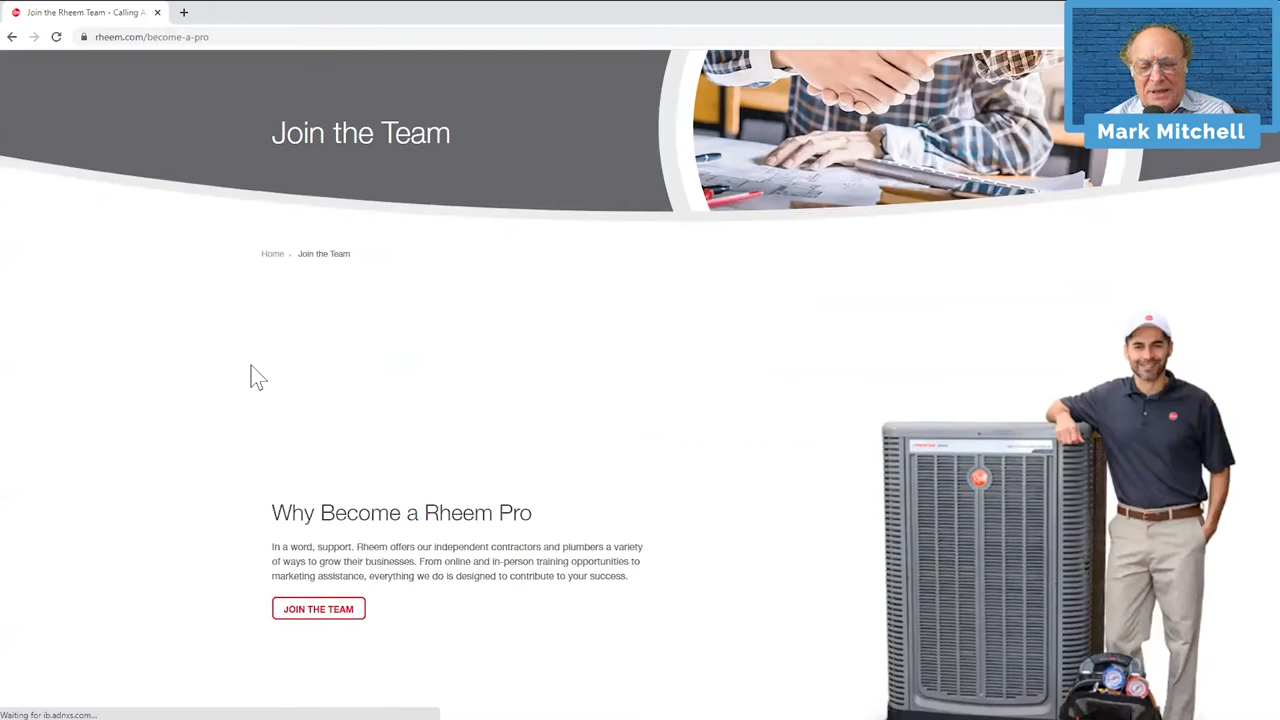 Join the Rheem Team • Calling A
rheem.com/become-a-pro
Mark Mitchell
Join the Team
Home › Join the Team
Why Become a Rheem Pro
In a word, support. Rheem offers our independent contractors and plumbers a variety
of ways to grow their businesses. From online and in-person training opportunities to
marketing assistance, everything we do is designed to contribute to your success.
JOIN THE TEAM
Waiting for ib.adnxs.com...